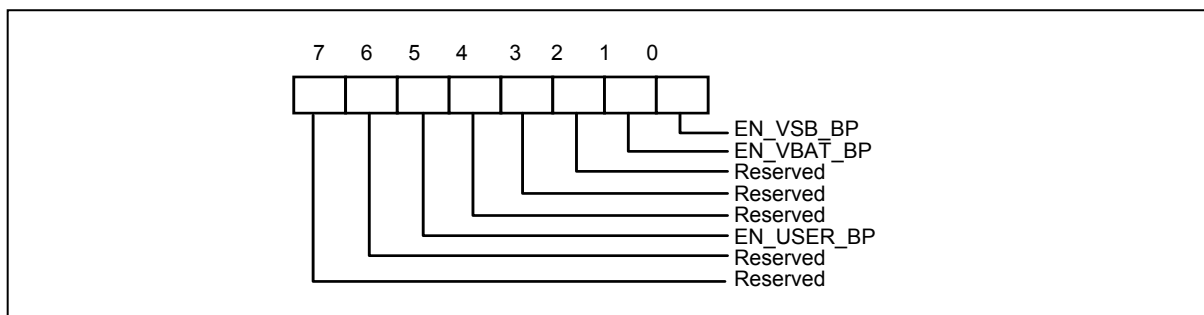 7 6 5 4 3 2 1 0
EN_VSB_BP
EN_VBAT_BP
Reserved
Reserved
Reserved
EN_USER_BP
Reserved
Reserved